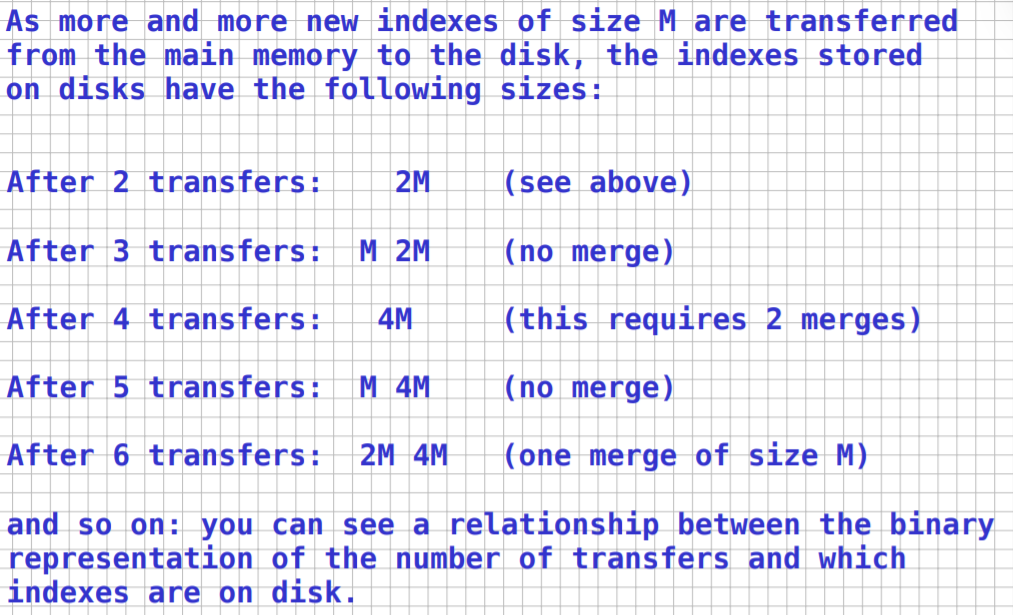 As more and more new indexes of size M are transferred
from the main memory to the disk, the indexes stored
on disks have the following sizes:
After 2 transfers:    2M    (see above)
After 3 transfers:  M 2M    (no merge)
After 4 transfers:   4M     (this requires 2 merges)
After 5 transfers:  M 4M    (no merge)
After 6 transfers:  2M 4M   (one merge of size M)
and so on: you can see a relationship between the binary
representation of the number of transfers and which
indexes are on disk.